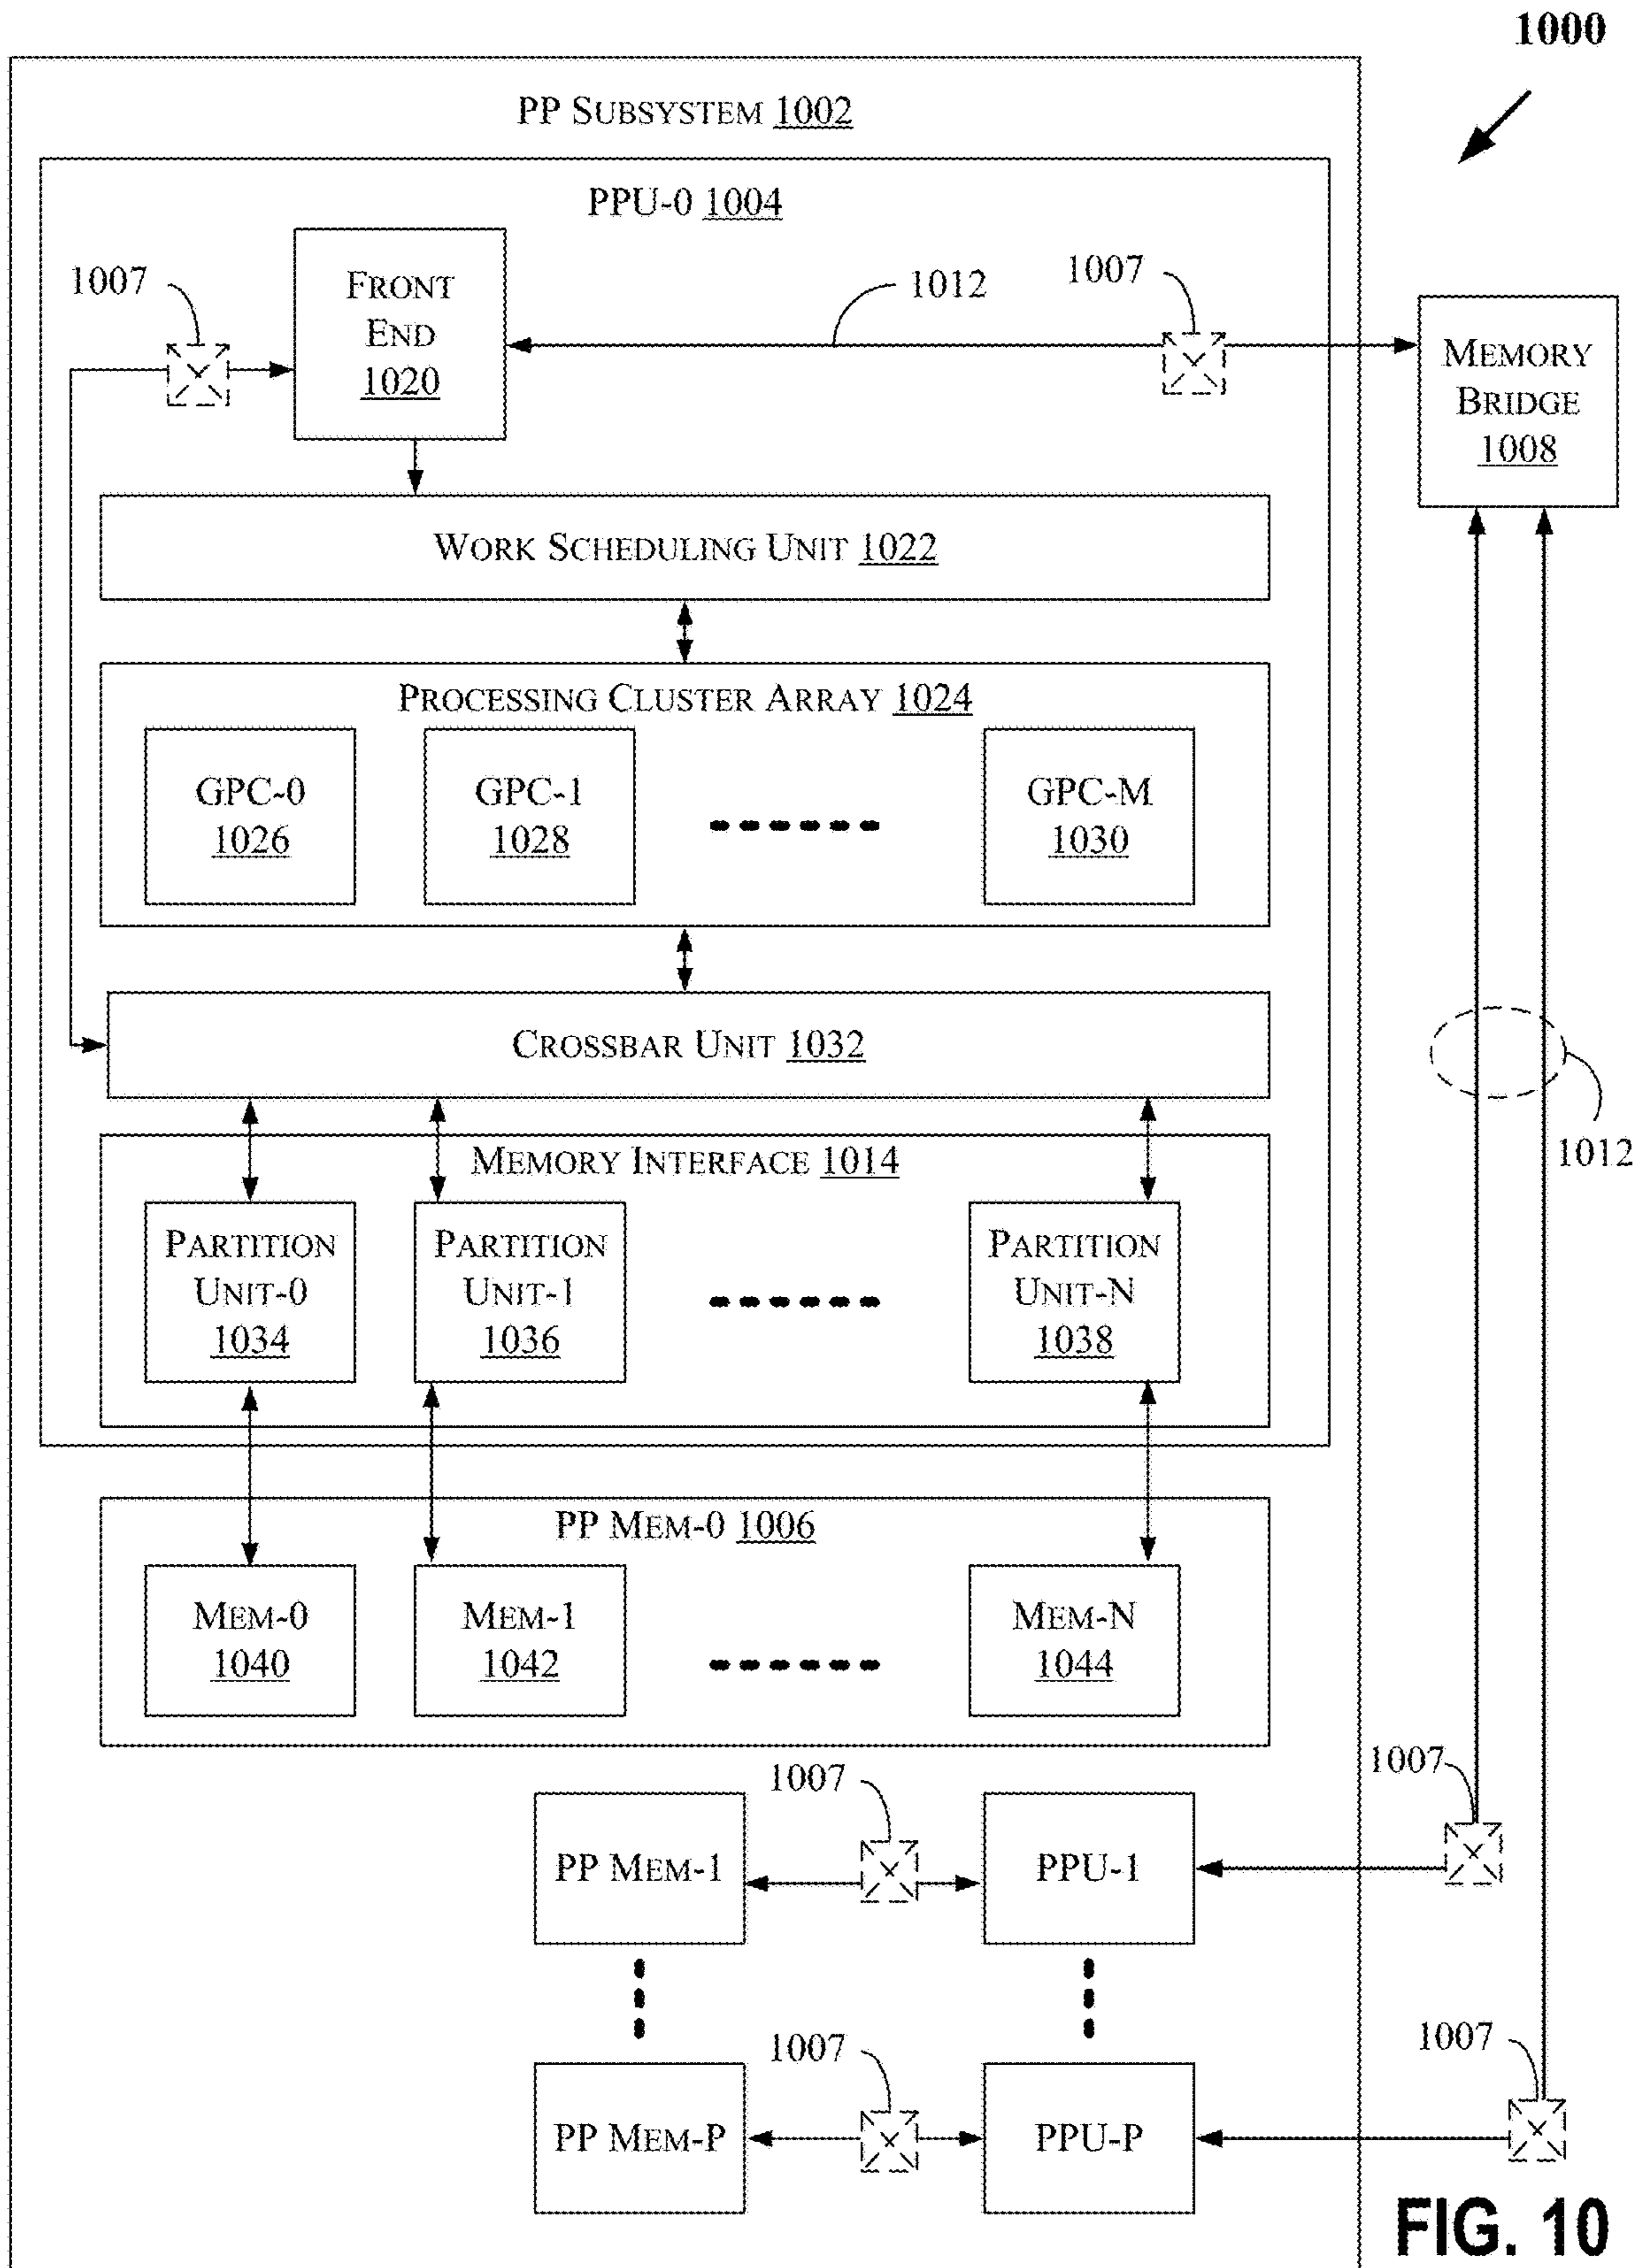 1000
PP SUBSYSTEM 1002
PPU-0 1004
1007
FRONT
END
1020
1012
1007
MEMORY
BRIDGE
1008
WORK SCHEDULING UNIT 1022
PROCESSING CLUSTER ARRAY 1024
GPC-0
1026
GPC-1
1028
GPC-M
1030
CROSSBAR UNIT 1032
1012
MEMORY INTERFACE 1014
PARTITION
UNIT-0
1034
PARTITION
UNIT-1
1036
PARTITION
UNIT-N
1038
PP MEM-0 1006
MEM-0
1040
MEM-1
1042
MEM-N
1044
1007
1007
PP MEM-1
PPU-1
1007
1007
PP MEM-P
PPU-P
FIG. 10